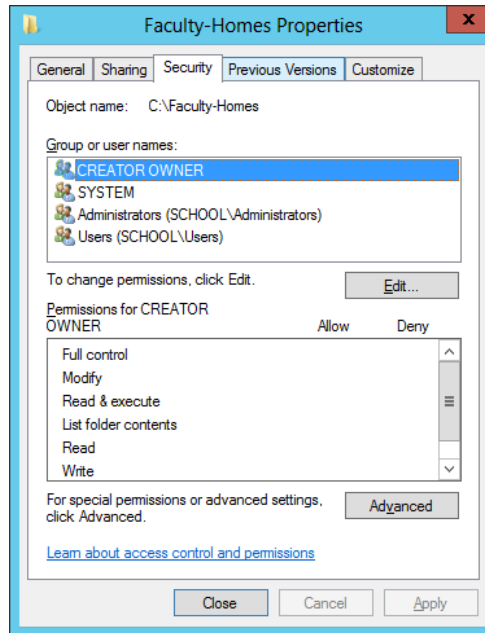 Faculty-Homes Properties
x
General Sharing Security Previous Versions Customize
Object name: C:\Faculty-Homes
Group or user names:
CREATOR OWNER
SYSTEM
Administrators (SCHOOL\Administrators)
Users (SCHOOL\Users)
To change permissions, click Edit. Edit...
Permissions for CREATOR
OWNER Allow Deny
Full control
Modify
Read & execute
List folder contents
Read
Write
For special permissions or advanced settings,
click Advanced. Advanced
Learn about access control and permissions
Close Cancel Apply